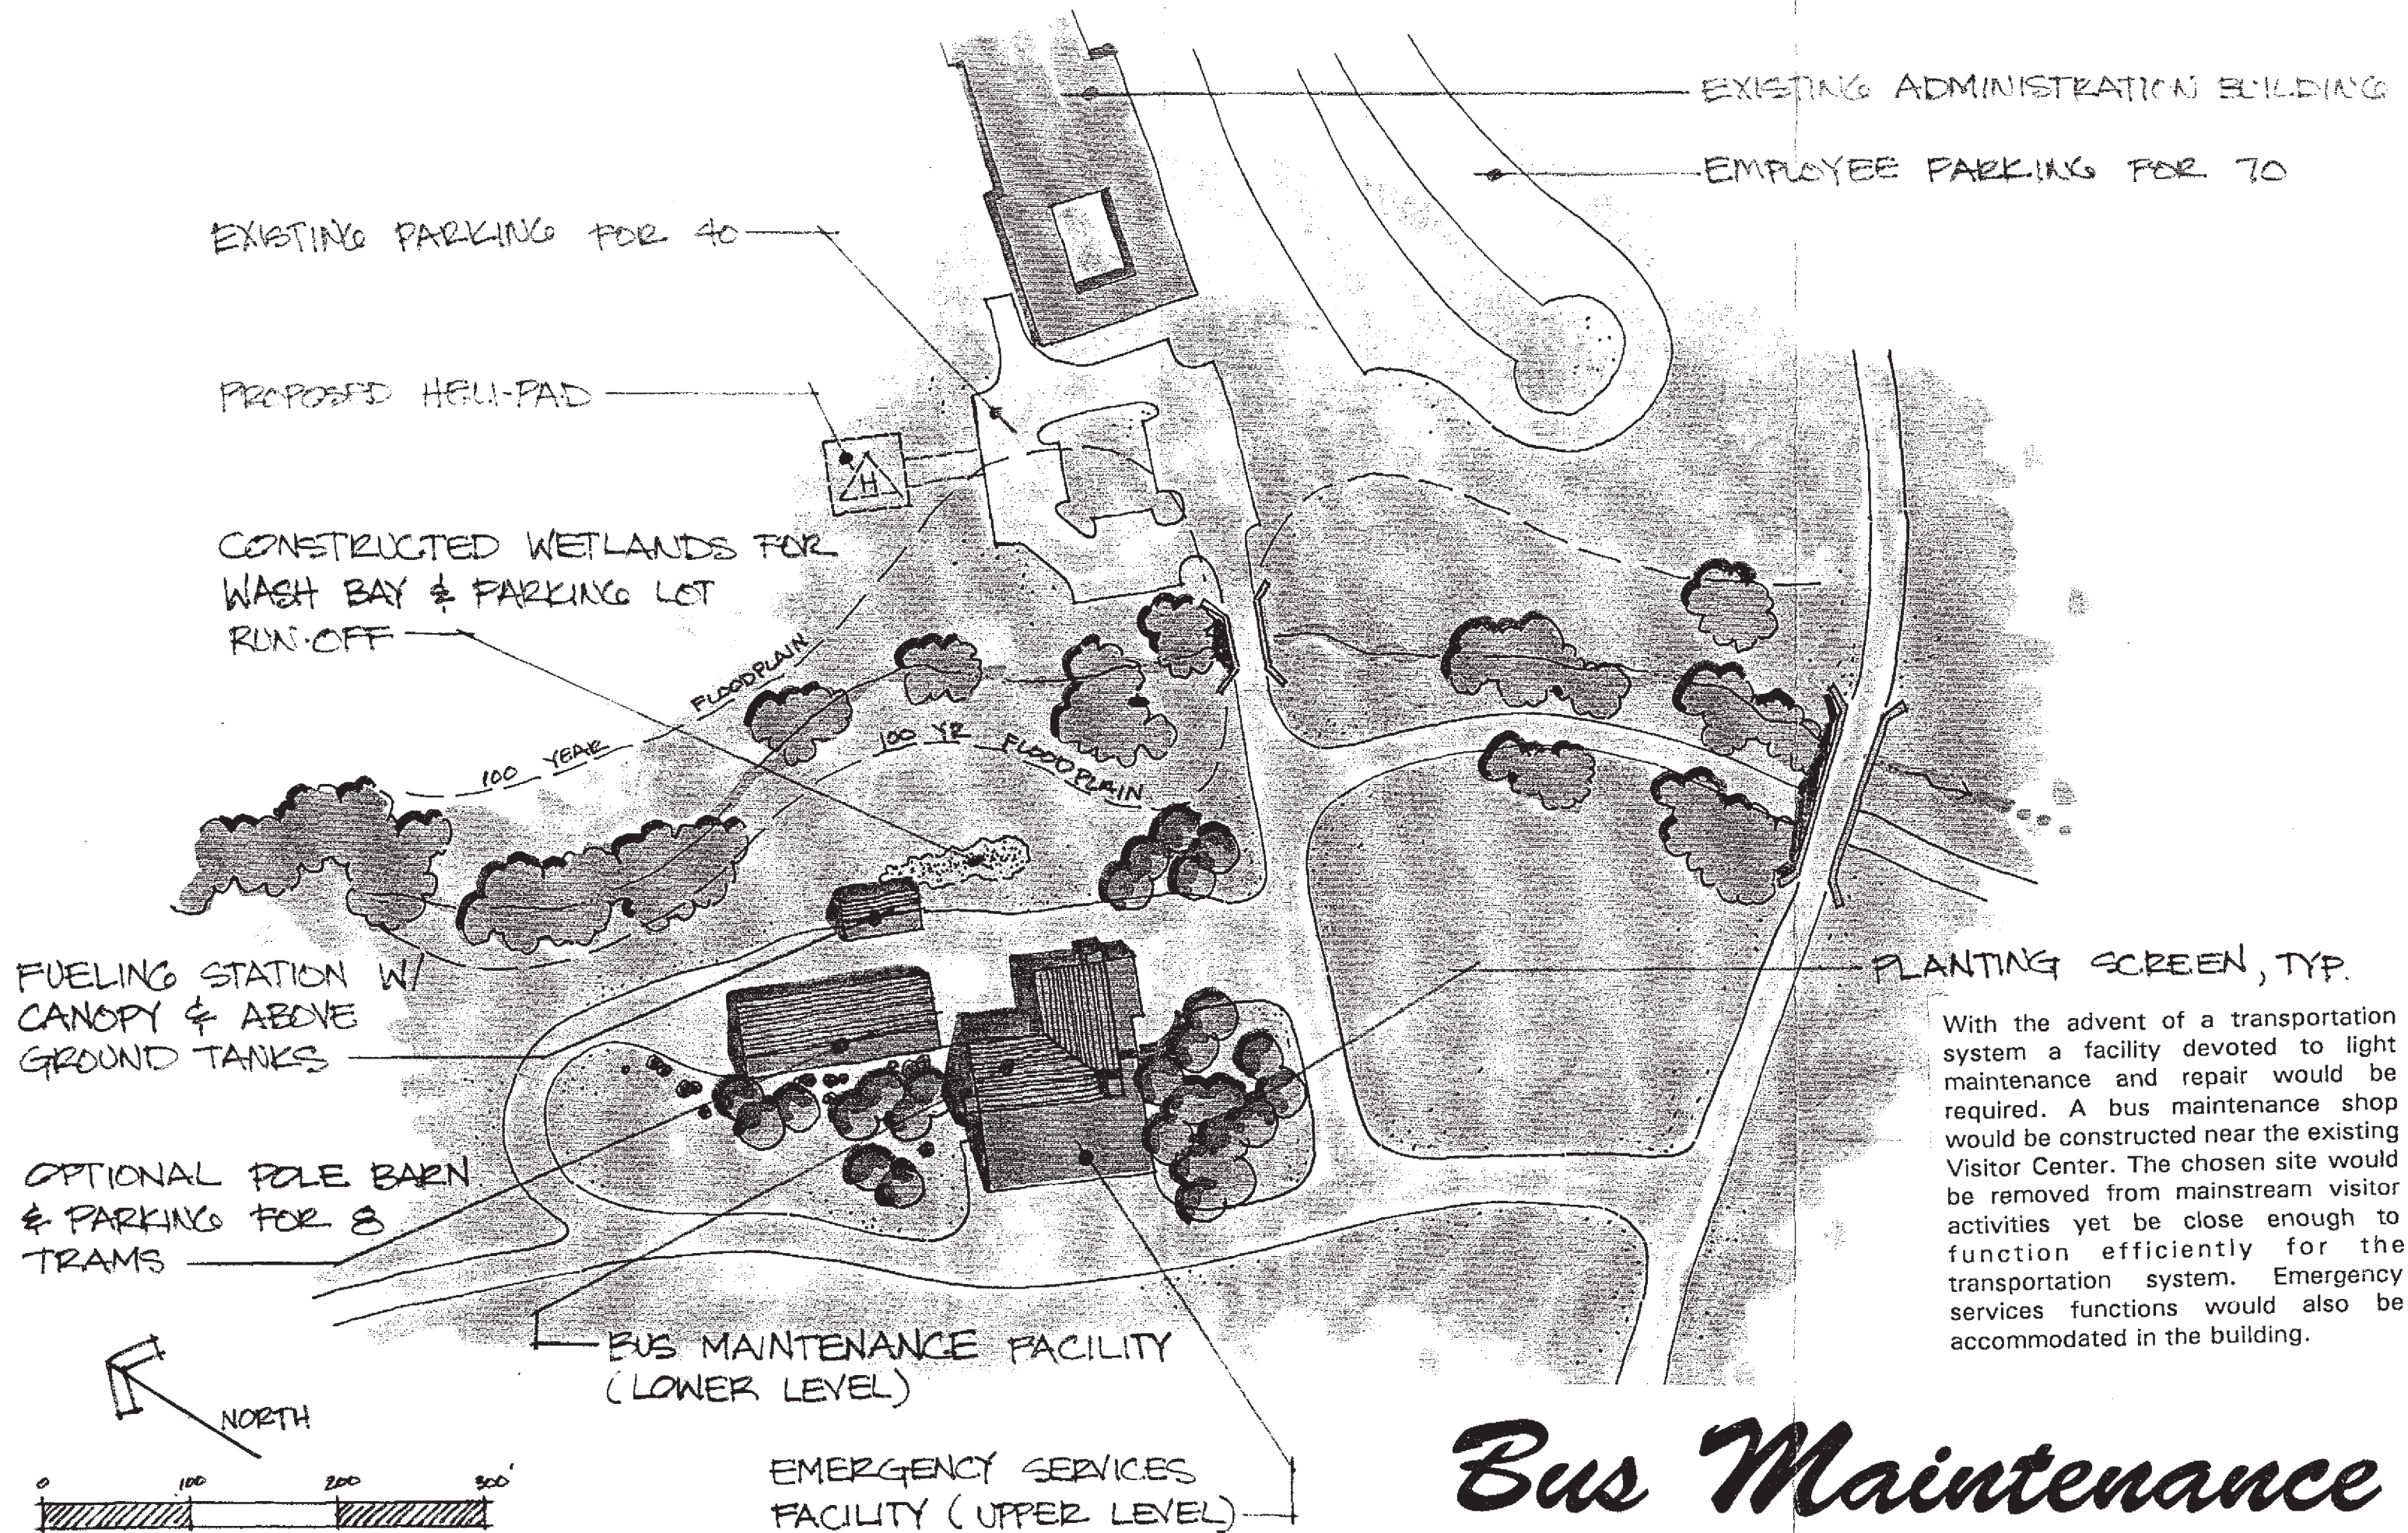 EXISTING ADMINISTRATION BUILDING
EMPLOYEE PARKING FOR 70
EXISTING PARKING FOR 40
PROPOSED HELI-PAD
H
CONSTRUCTED WETLANDS FOR
WASH BAY & PARKING LOT
RUN-OFF
100 YEAR FLOODPLAIN
100 YR FLOODPLAIN
FUELING STATION W/
CANOPY & ABOVE
GROUND TANKS
PLANTING SCREEN, TYP.
With the advent of a transportation
system a facility devoted to light
maintenance and repair would be
required. A bus maintenance shop
would be constructed near the existing
Visitor Center. The chosen site would
be removed from mainstream visitor
activities yet be close enough to
function efficiently for the
transportation system. Emergency
services functions would also be
accommodated in the building.
OPTIONAL POLE BARN
& PARKING FOR 8
TRAMS
BUS MAINTENANCE FACILITY
(LOWER LEVEL)
NORTH
0 100 200 300'
EMERGENCY SERVICES
FACILITY (UPPER LEVEL)
Bus Maintenance